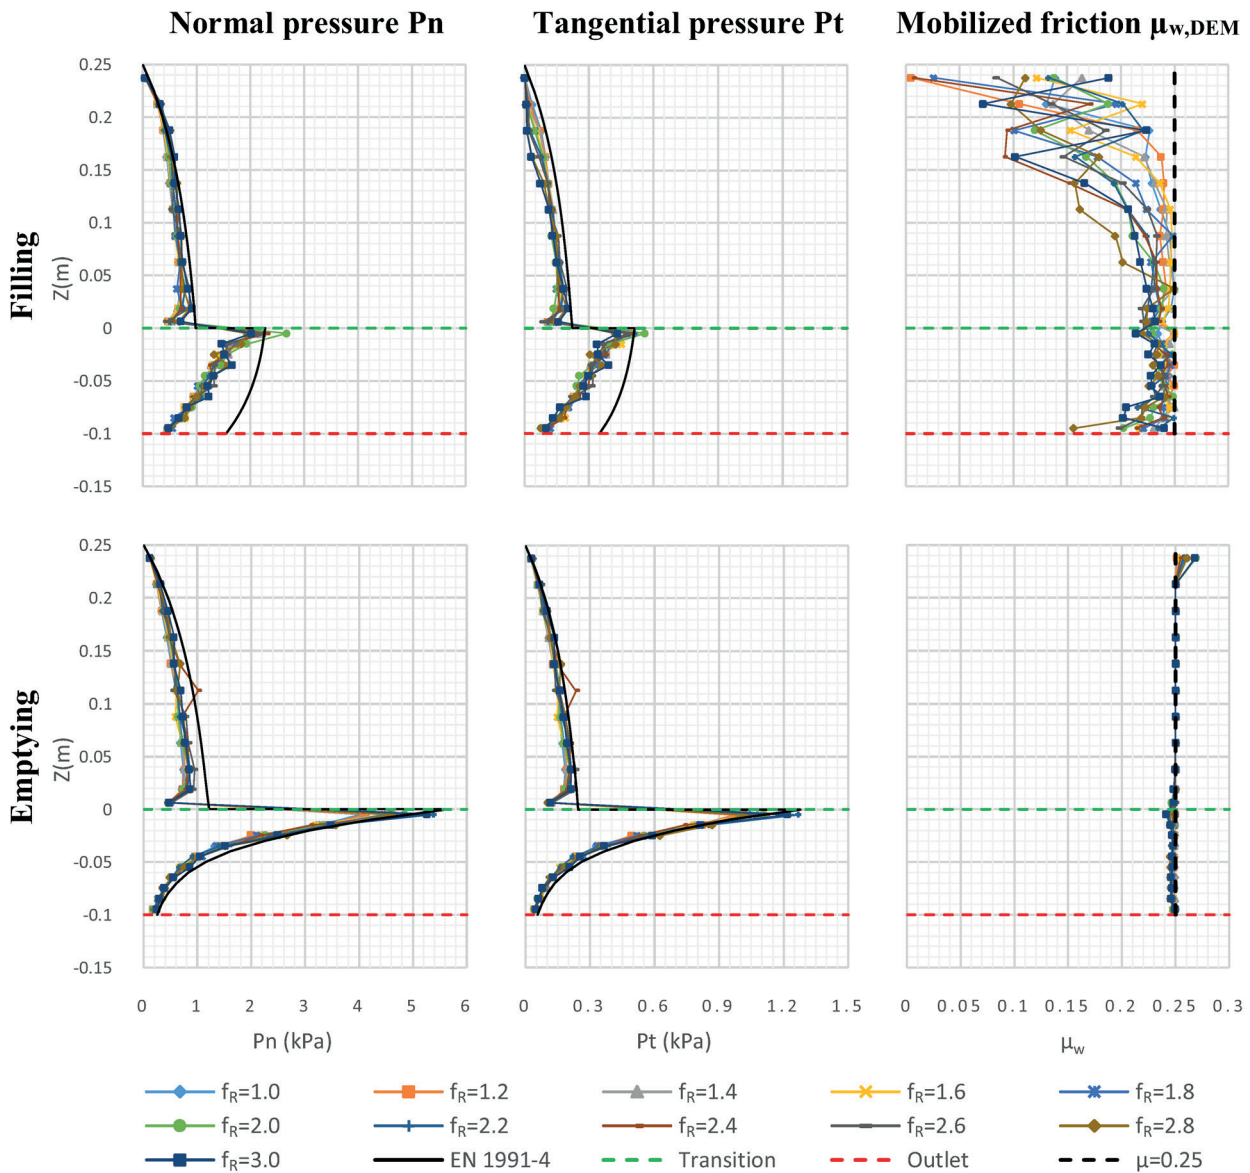 Normal pressure Pn Tangential pressure Pt Mobilized friction μw,DEM
Filling
Z(m)
0.25
0.2
0.15
0.1
0.05
0
-0.05
-0.1
-0.15
Emptying
Z(m)
0.25
0.2
0.15
0.1
0.05
0
-0.05
-0.1
-0.15
0 1 2 3 4 5 6 0 0.3 0.6 0.9 1.2 1.5 0 0.05 0.1 0.15 0.2 0.25 0.3
Pn (kPa) Pt (kPa) μw
fR=1.0 fR=1.2 fR=1.4 fR=1.6 fR=1.8
fR=2.0 fR=2.2 fR=2.4 fR=2.6 fR=2.8
fR=3.0 EN 1991-4 Transition Outlet μ=0.25